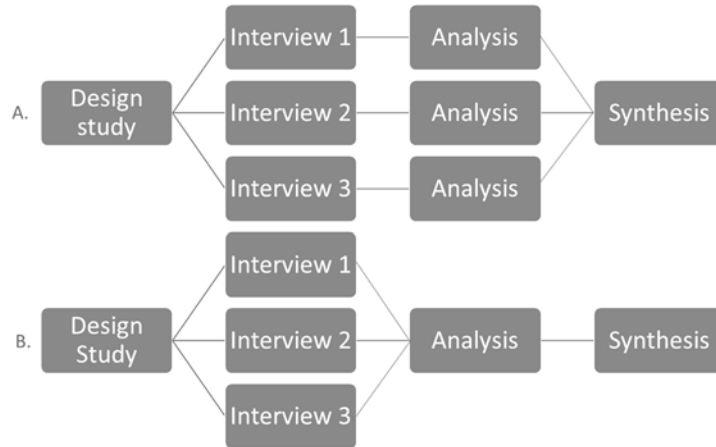 A.
Design
study
Interview 1
Analysis
Interview 2
Analysis
Interview 3
Analysis
Synthesis
B.
Design
Study
Interview 1
Interview 2
Interview 3
Analysis
Synthesis